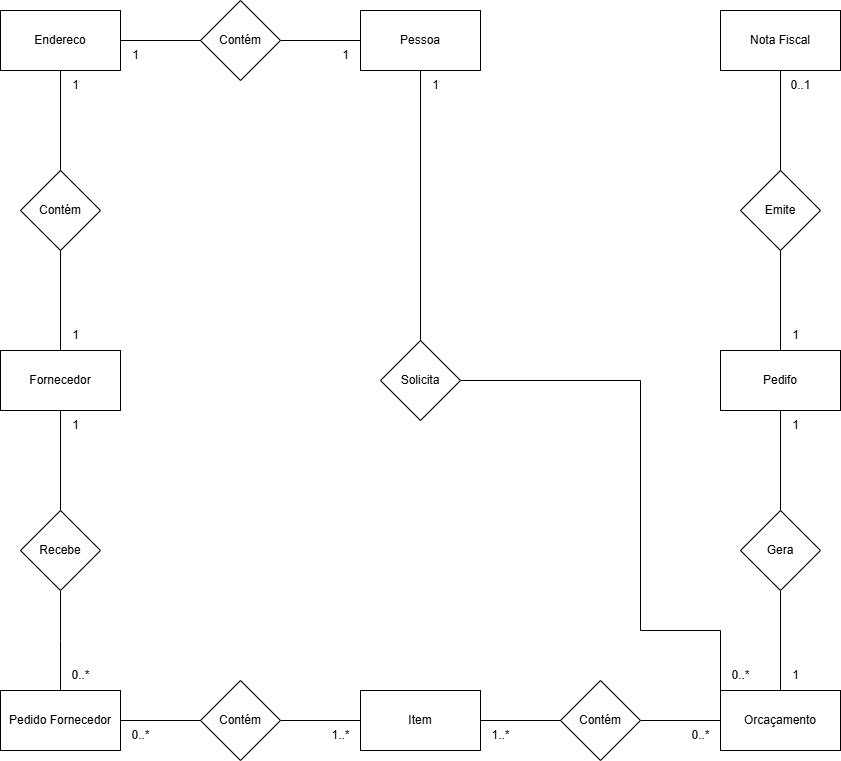 Endereco
Contém
Pessoa
Nota Fiscal
1
1
1
1
0..1
Contém
Emite
1
1
Fornecedor
Solicita
Pedifo
1
1
Recebe
Gera
0..*
0..*
1
Pedido Fornecedor
Contém
Item
Contém
Orcaçamento
0..*
1..*
1..*
0..*